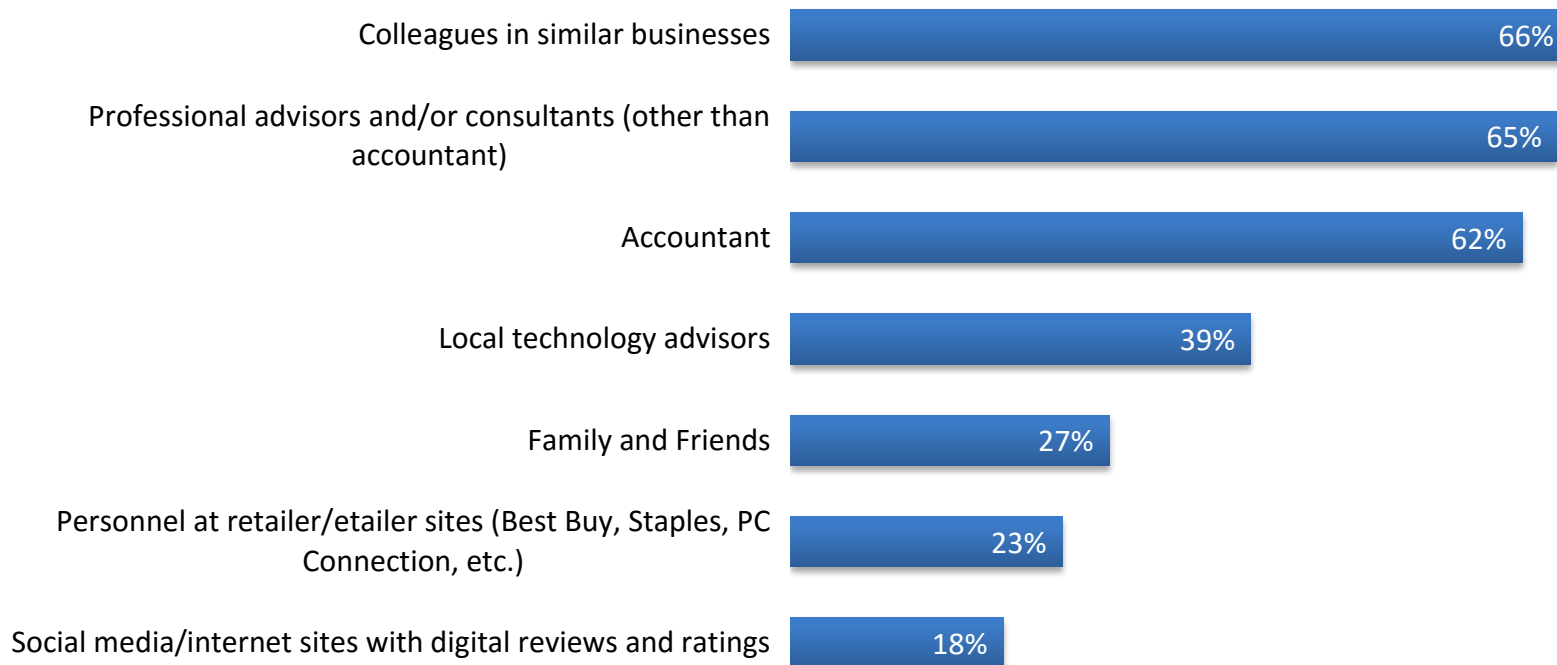 Colleagues in similar businesses
66%
Professional advisors and/or consultants (other than
accountant)
65%
Accountant
62%
Local technology advisors
39%
Family and Friends
27%
Personnel at retailer/etailer sites (Best Buy, Staples, PC
Connection, etc.)
23%
Social media/internet sites with digital reviews and ratings
18%